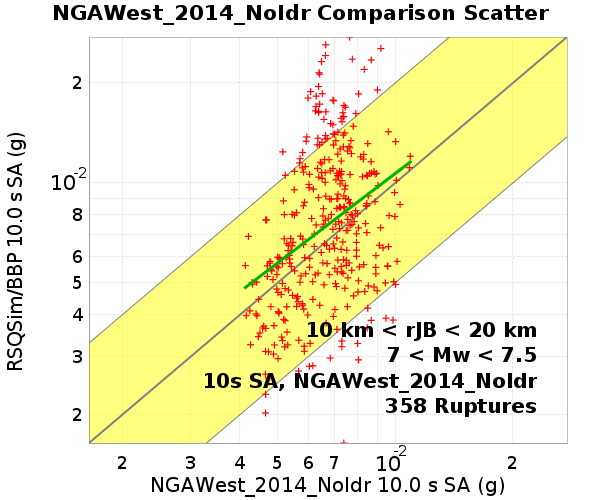 NGAWest_2014_NoIdr Comparison Scatter
RSQSim/BBP 10.0 s SA (g)
2
10-2
8
6
5
4
3
2
10 km < rJB < 20 km
7 < Mw < 7.5
10s SA, NGAWest_2014_NoIdr
358 Ruptures
2 3 4 5 6 7 10-2 2
NGAWest_2014_NoIdr 10.0 s SA (g)